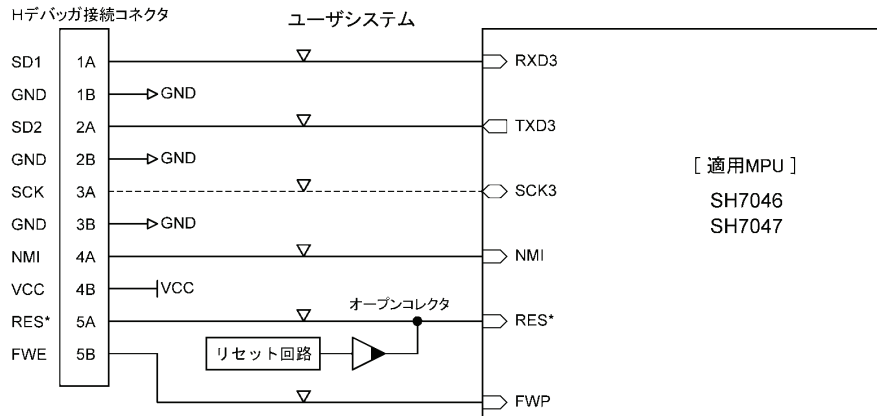 Hデバッガ接続コネクタ
ユーザシステム
SD1 1A RXD3
GND 1B GND
SD2 2A TXD3
GND 2B GND
[ 適用MPU ]
SCK 3A SCK3
SH7046
GND 3B GND
SH7047
NMI 4A NMI
VCC 4B VCC
オープンコレクタ
RES* 5A RES*
FWE 5B リセット回路
FWP